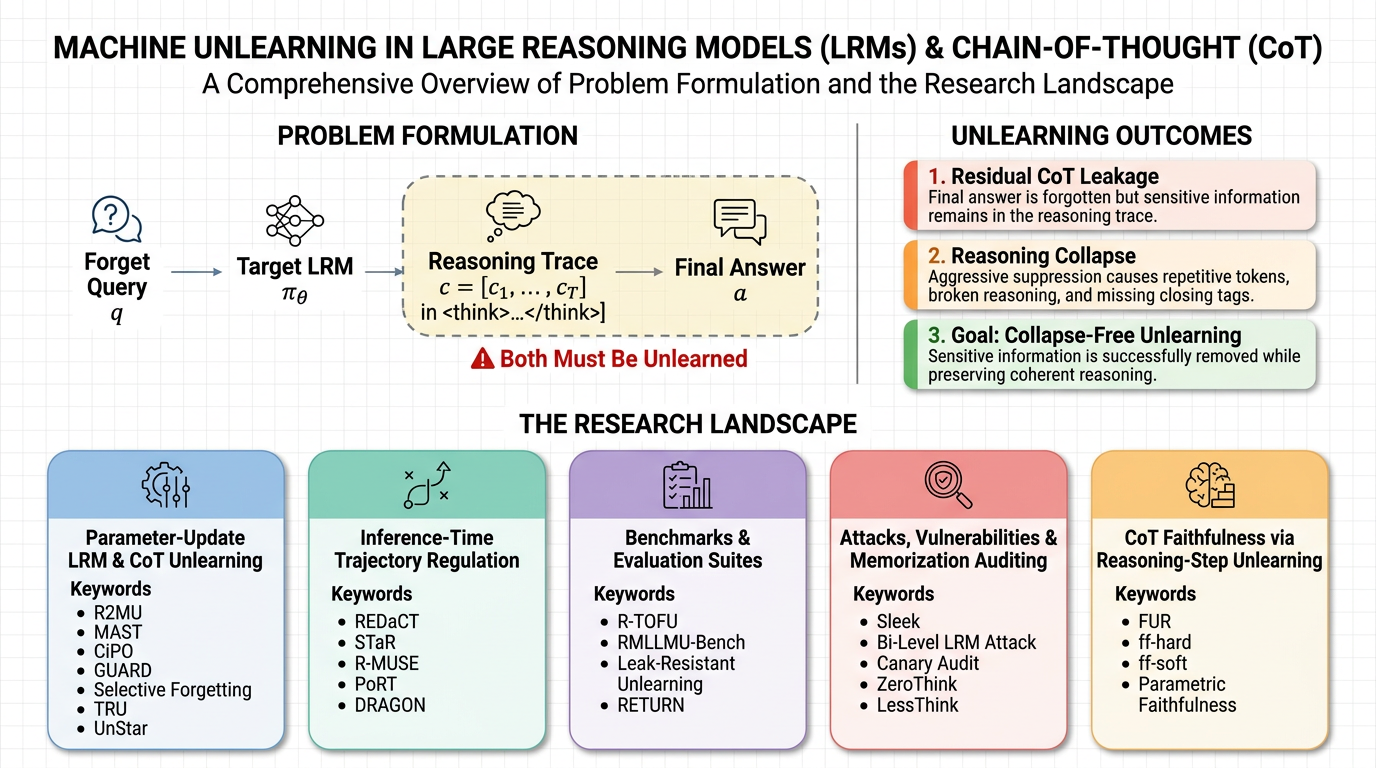 MACHINE UNLEARNING IN LARGE REASONING MODELS (LRMs) & CHAIN-OF-THOUGHT (CoT)
A Comprehensive Overview of Problem Formulation and the Research Landscape
PROBLEM FORMULATION
Forget
Query
q
Target LRM
π_θ
Reasoning Trace
c = [c₁, ... , c_T]
in <think>...</think>]
Final Answer
a
Both Must Be Unlearned
UNLEARNING OUTCOMES
1. Residual CoT Leakage
Final answer is forgotten but sensitive information
remains in the reasoning trace.
2. Reasoning Collapse
Aggressive suppression causes repetitive tokens,
broken reasoning, and missing closing tags.
3. Goal: Collapse-Free Unlearning
Sensitive information is successfully removed while
preserving coherent reasoning.
THE RESEARCH LANDSCAPE
Parameter-Update
LRM & CoT Unlearning
Keywords
• R2MU
• MAST
• CiPO
• GUARD
• Selective Forgetting
• TRU
• UnStar
Inference-Time
Trajectory Regulation
Keywords
• REDaCT
• STaR
• R-MUSE
• PoRT
• DRAGON
Benchmarks &
Evaluation Suites
Keywords
• R-TOFU
• RMLLMU-Bench
• Leak-Resistant
Unlearning
• RETURN
Attacks, Vulnerabilities &
Memorization Auditing
Keywords
• Sleek
• Bi-Level LRM Attack
• Canary Audit
• ZeroThink
• LessThink
CoT Faithfulness via
Reasoning-Step Unlearning
Keywords
• FUR
• ff-hard
• ff-soft
• Parametric
Faithfulness